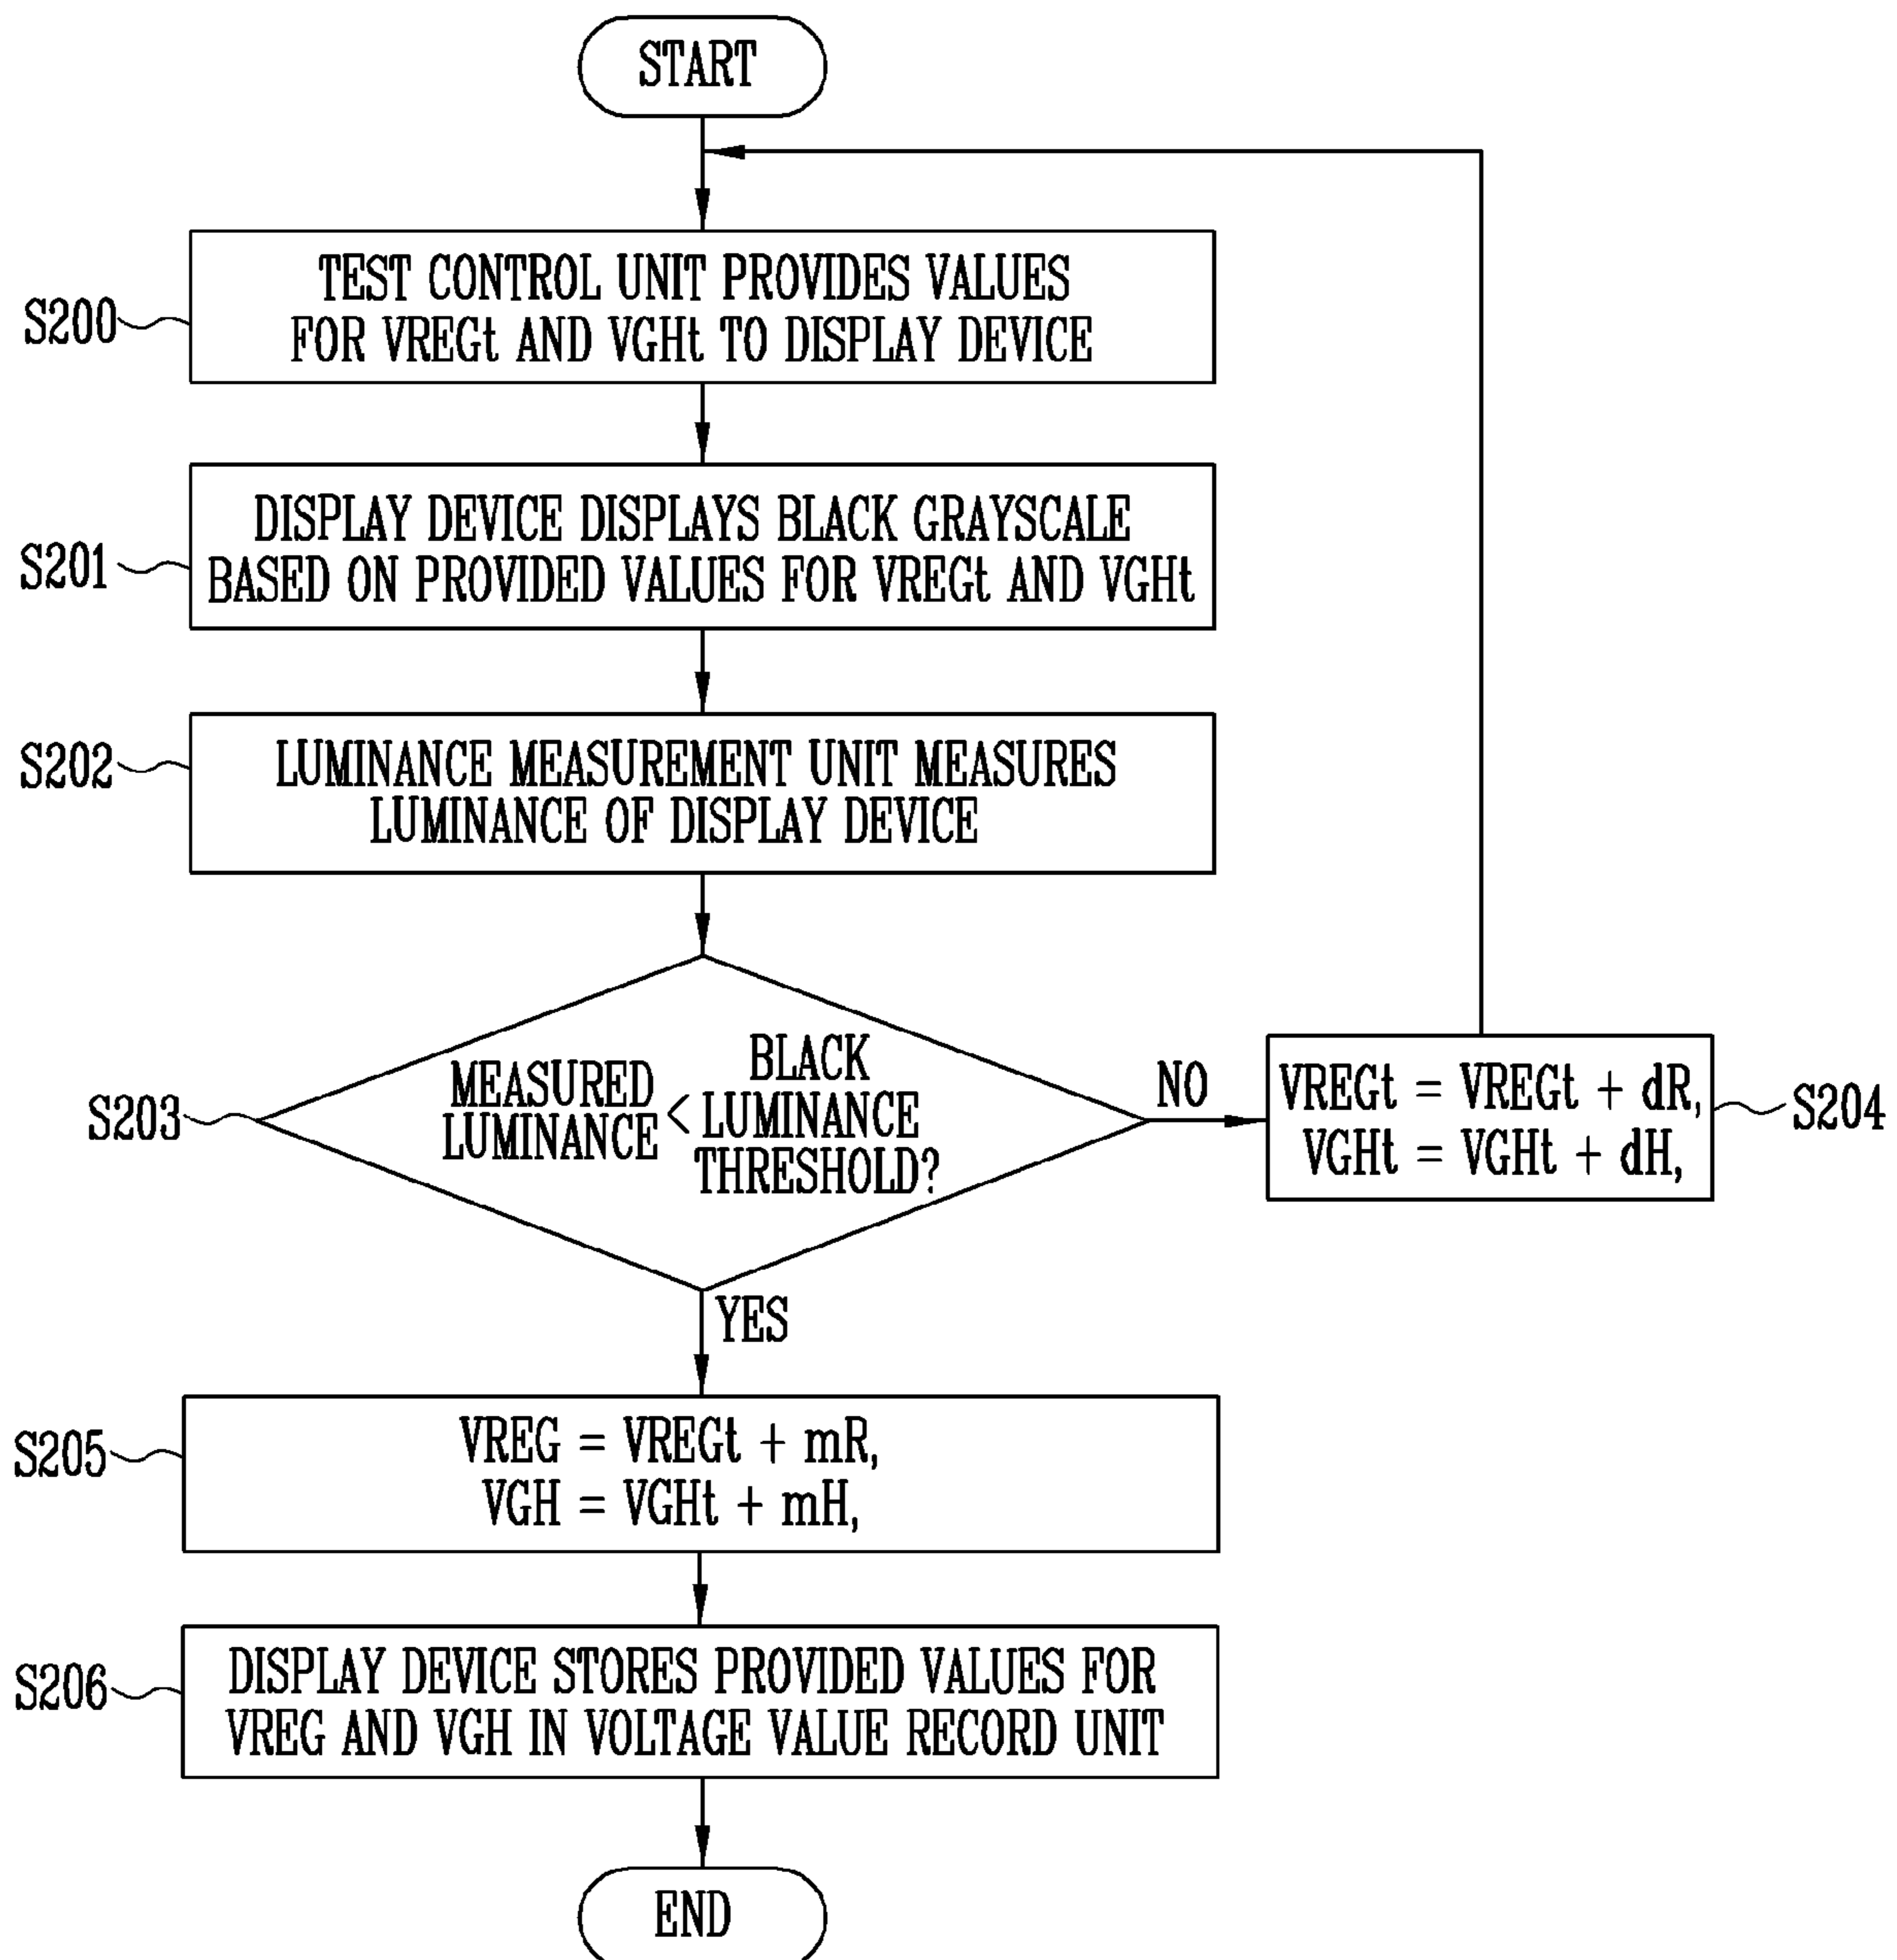 START
S200
TEST CONTROL UNIT PROVIDES VALUES
FOR VREGt AND VGHt TO DISPLAY DEVICE
S201
DISPLAY DEVICE DISPLAYS BLACK GRAYSCALE
BASED ON PROVIDED VALUES FOR VREGt AND VGHt
S202
LUMINANCE MEASUREMENT UNIT MEASURES
LUMINANCE OF DISPLAY DEVICE
S203
MEASURED
LUMINANCE
<
BLACK
LUMINANCE
THRESHOLD?
NO
VREGt = VREGt + dR,
VGHt = VGHt + dH,
S204
YES
S205
VREG = VREGt + mR,
VGH = VGHt + mH,
S206
DISPLAY DEVICE STORES PROVIDED VALUES FOR
VREG AND VGH IN VOLTAGE VALUE RECORD UNIT
END